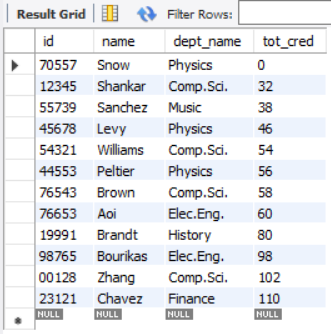 Result Grid Filter Rows:
id name dept_name tot_cred
70557 Snow Physics 0
12345 Shankar Comp.Sci. 32
55739 Sanchez Music 38
45678 Levy Physics 46
54321 Williams Comp.Sci. 54
44553 Peltier Physics 56
76543 Brown Comp.Sci. 58
76653 Aoi Elec.Eng. 60
19991 Brandt History 80
98765 Bourikas Elec.Eng. 98
00128 Zhang Comp.Sci. 102
23121 Chavez Finance 110
NULL NULL NULL NULL